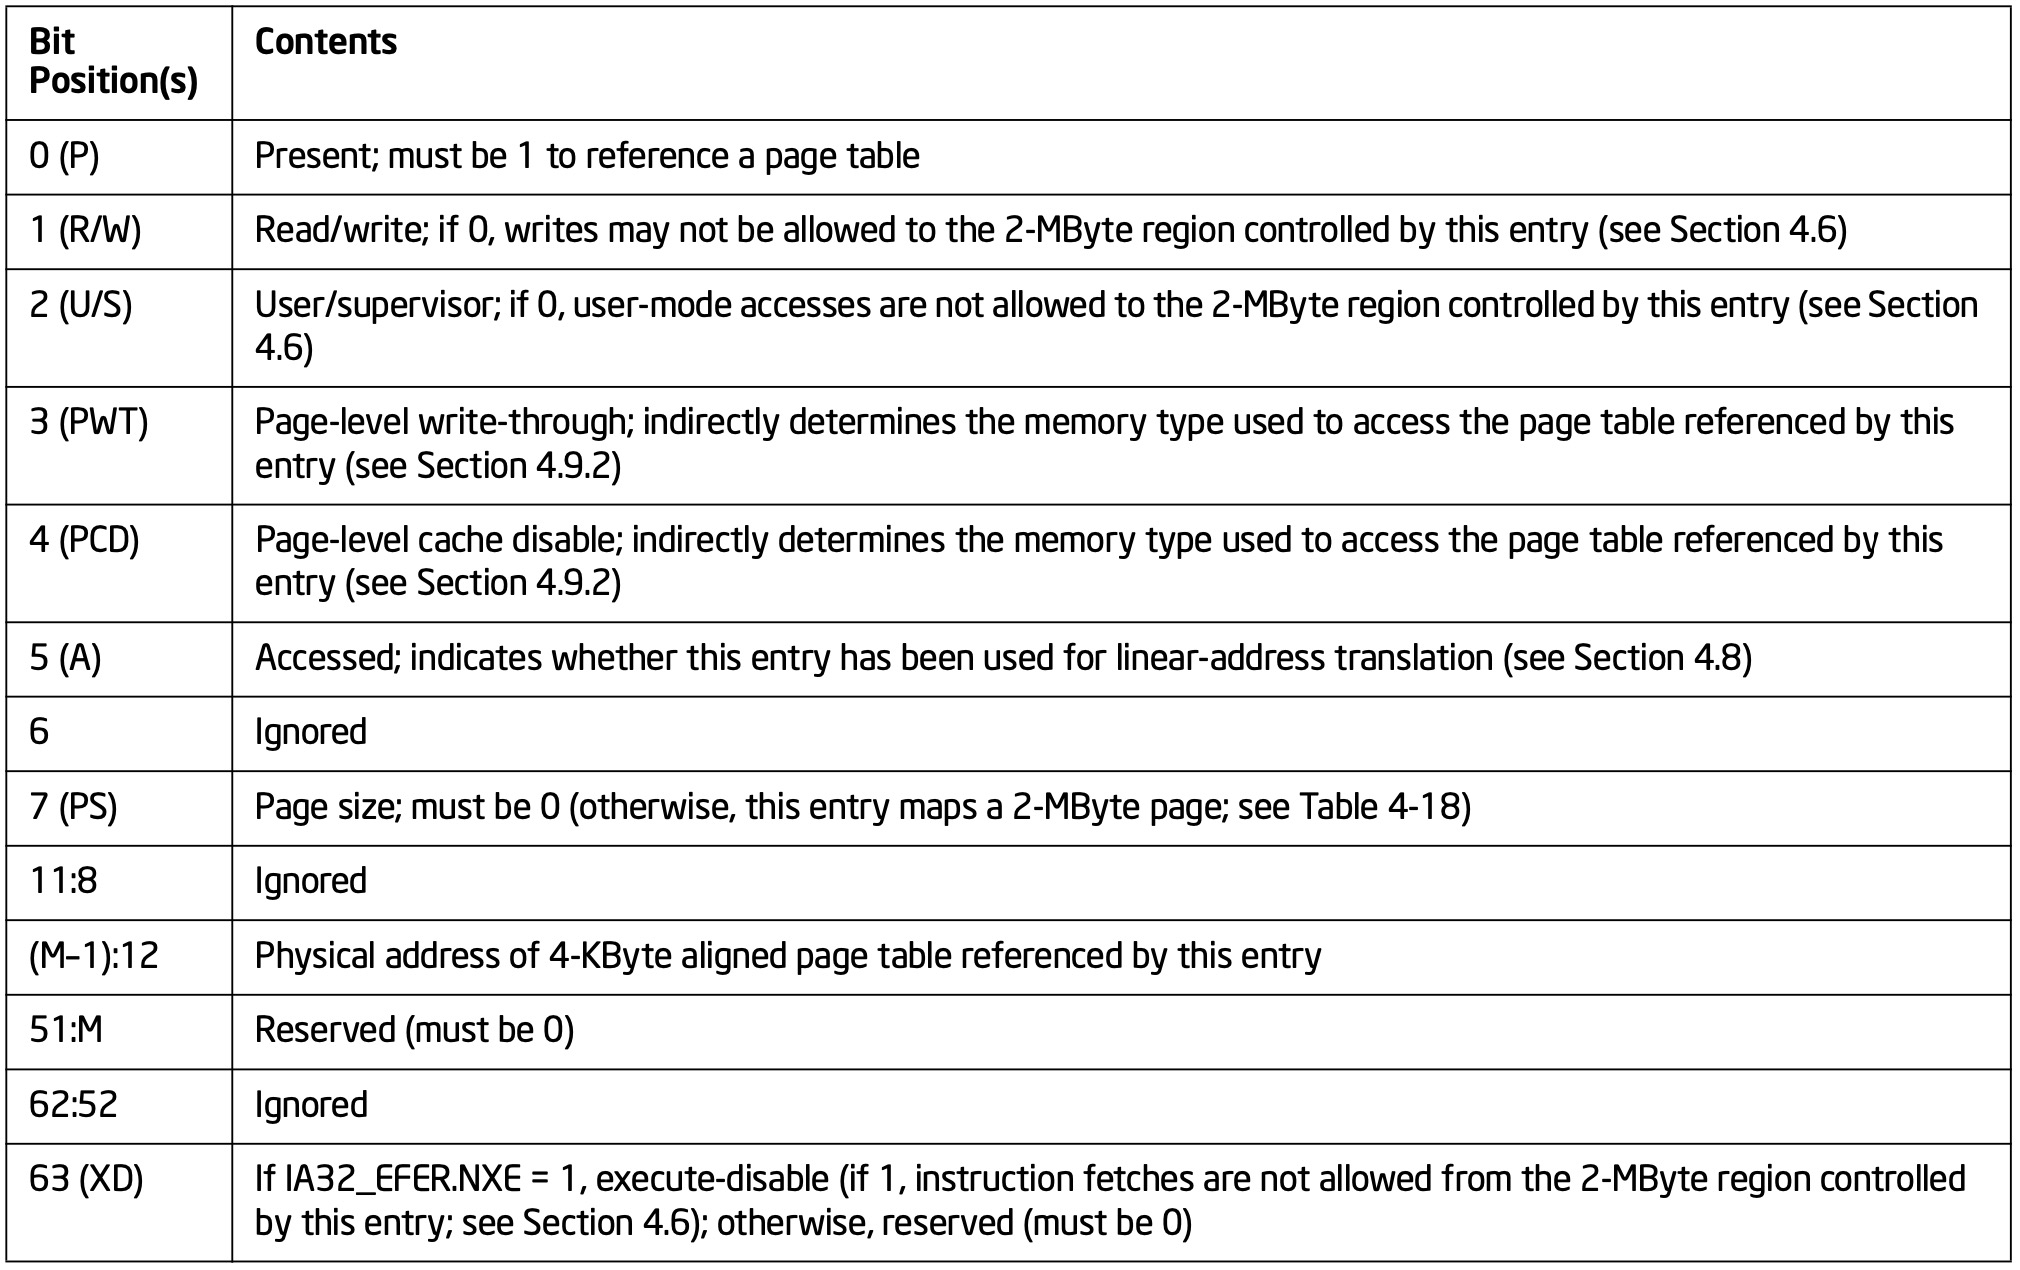 Bit
Position(s)
Contents
0 (P)
Present; must be 1 to reference a page table
1 (R/W)
Read/write; if 0, writes may not be allowed to the 2-MByte region controlled by this entry (see Section 4.6)
2 (U/S)
User/supervisor; if 0, user-mode accesses are not allowed to the 2-MByte region controlled by this entry (see Section
4.6)
3 (PWT)
Page-level write-through; indirectly determines the memory type used to access the page table referenced by this
entry (see Section 4.9.2)
4 (PCD)
Page-level cache disable; indirectly determines the memory type used to access the page table referenced by this
entry (see Section 4.9.2)
5 (A)
Accessed; indicates whether this entry has been used for linear-address translation (see Section 4.8)
6
Ignored
7 (PS)
Page size; must be 0 (otherwise, this entry maps a 2-MByte page; see Table 4-18)
11:8
Ignored
(M–1):12
Physical address of 4-KByte aligned page table referenced by this entry
51:M
Reserved (must be 0)
62:52
Ignored
63 (XD)
If IA32_EFER.NXE = 1, execute-disable (if 1, instruction fetches are not allowed from the 2-MByte region controlled
by this entry; see Section 4.6); otherwise, reserved (must be 0)